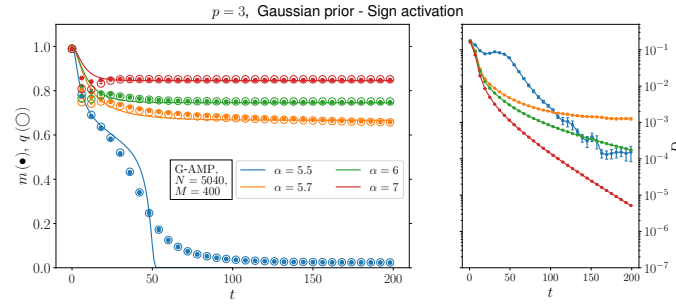 p = 3, Gaussian prior - Sign activation
m (●), q (○)
1.0
0.8
0.6
0.4
0.2
0.0
G-AMP,
N = 5040,
M = 400
α = 5.5
α = 5.7
α = 6
α = 7
0
50
100
150
200
t
10⁻¹
10⁻²
10⁻³
10⁻⁴
10⁻⁵
10⁻⁶
10⁻⁷
0
50
100
150
200
t